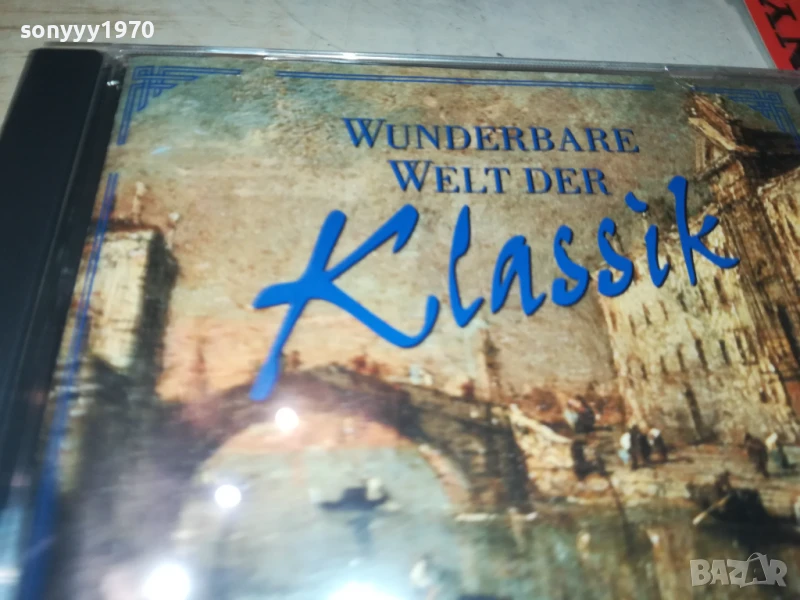 sonyyy1970
WUNDERBARE
WELT DER
Klassik
BAZAR